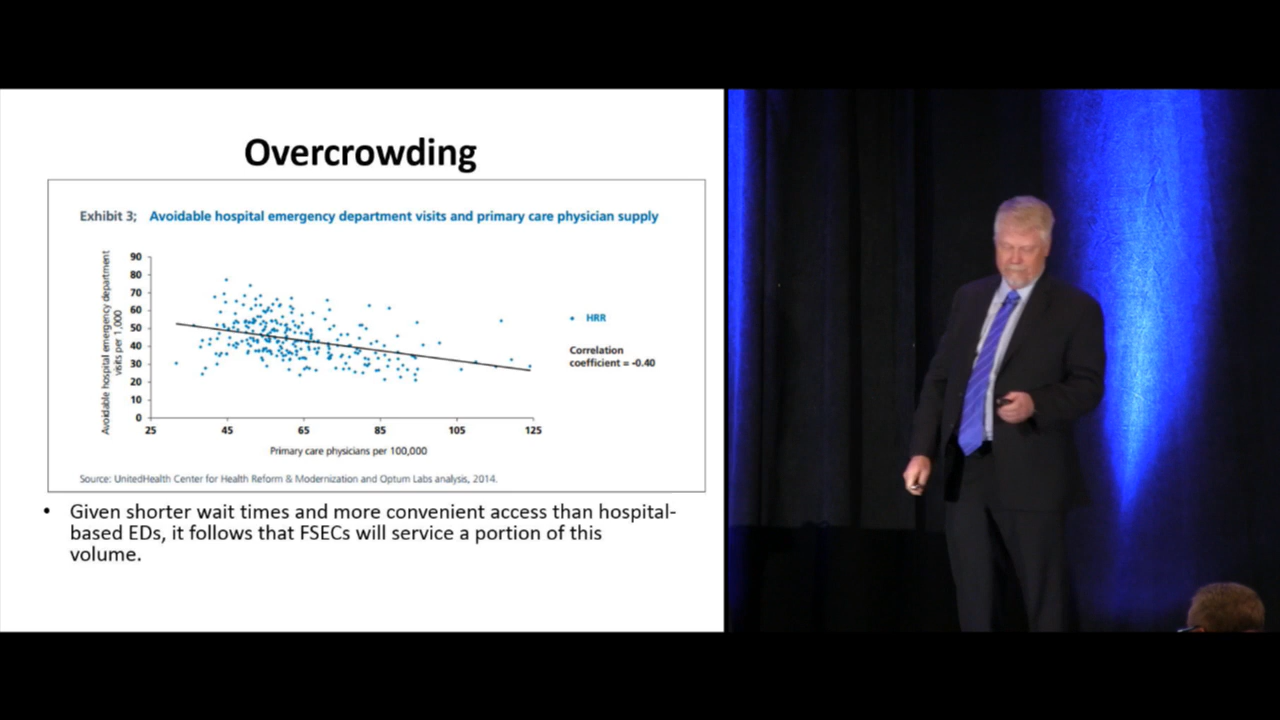 Overcrowding
Exhibit 3; Avoidable hospital emergency department visits and primary care physician supply
Avoidable hospital emergency department
visits per 1,000
90
80
70
60
50
40
30
20
10
0
25 45 65 85 105 125
Primary care physicians per 100,000
HRR
Correlation
coefficient = -0.40
Source: UnitedHealth Center for Health Reform & Modernization and Optum Labs analysis, 2014.
• Given shorter wait times and more convenient access than hospital-
based EDs, it follows that FSECs will service a portion of this
volume.